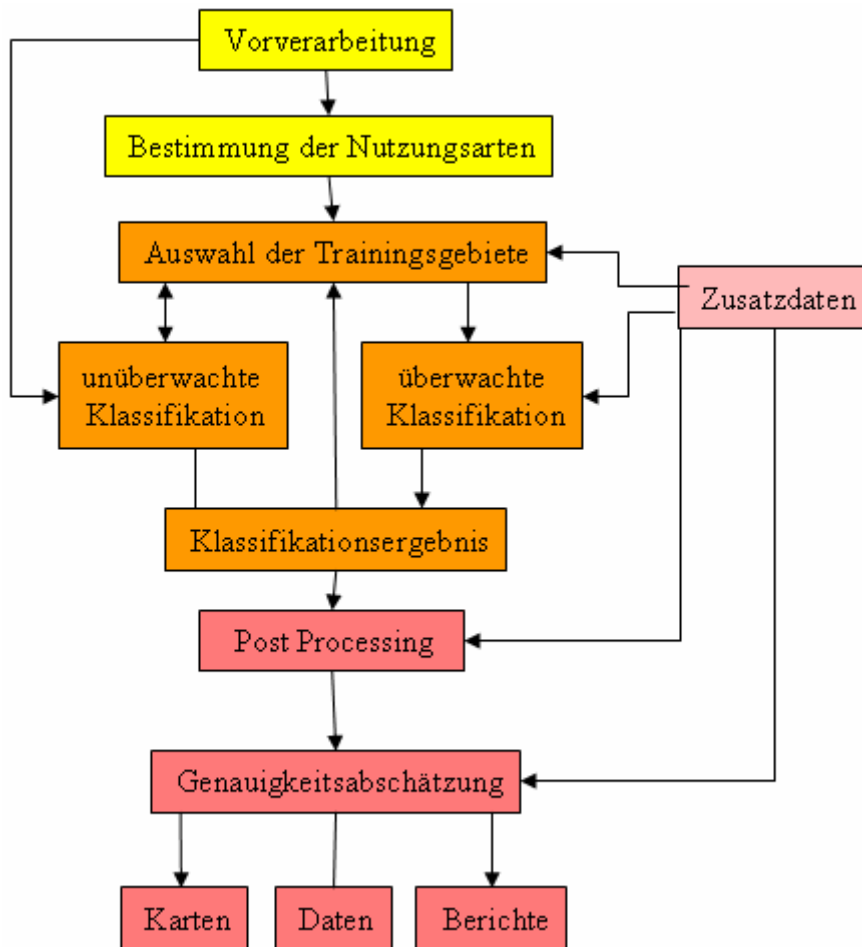 Vorverarbeitung
Bestimmung der Nutzungsarten
Auswahl der Trainingsgebiete
Zusatzdaten
unüberwachte
Klassifikation
überwachte
Klassifikation
Klassifikationsergebnis
Post Processing
Genauigkeitsabschätzung
Karten
Daten
Berichte